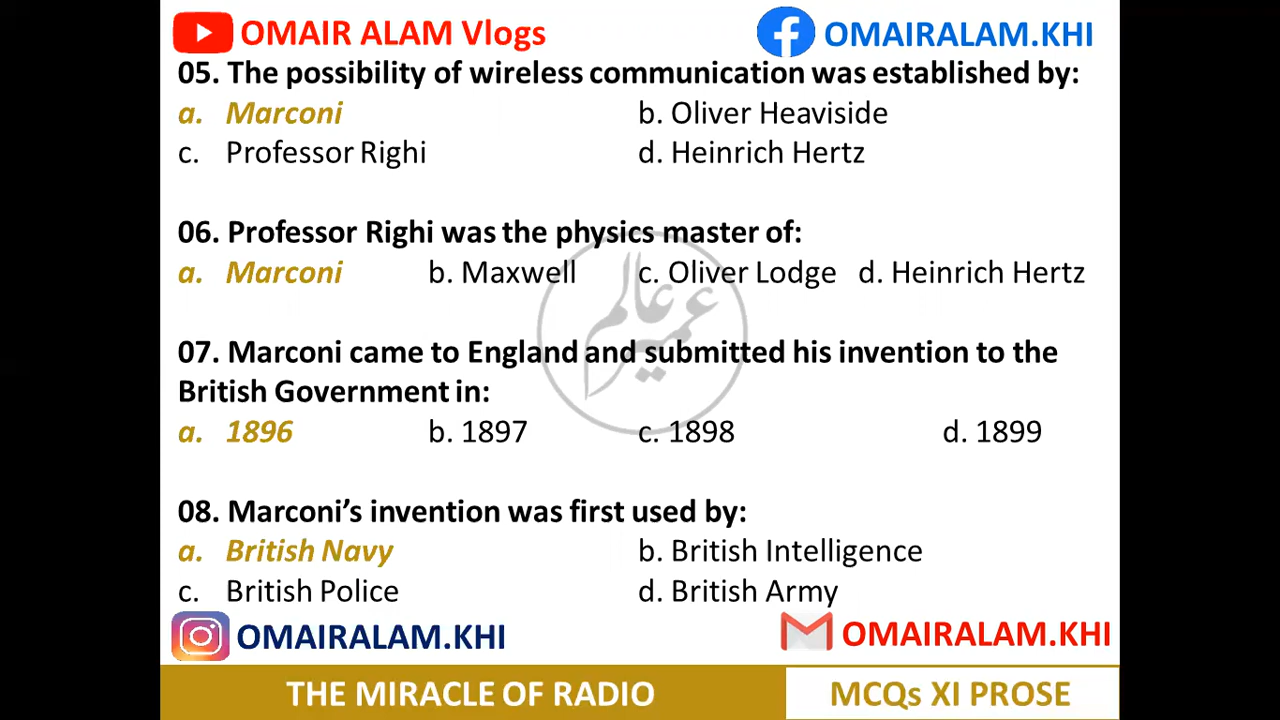 OMAIR ALAM Vlogs OMAIRALAM.KHI
05. The possibility of wireless communication was established by:
a. Marconi b. Oliver Heaviside
c. Professor Righi d. Heinrich Hertz
06. Professor Righi was the physics master of:
a. Marconi b. Maxwell c. Oliver Lodge d. Heinrich Hertz
عمیر عالم
07. Marconi came to England and submitted his invention to the
British Government in:
a. 1896 b. 1897 c. 1898 d. 1899
08. Marconi’s invention was first used by:
a. British Navy b. British Intelligence
c. British Police d. British Army
OMAIRALAM.KHI OMAIRALAM.KHI
THE MIRACLE OF RADIO MCQs XI PROSE